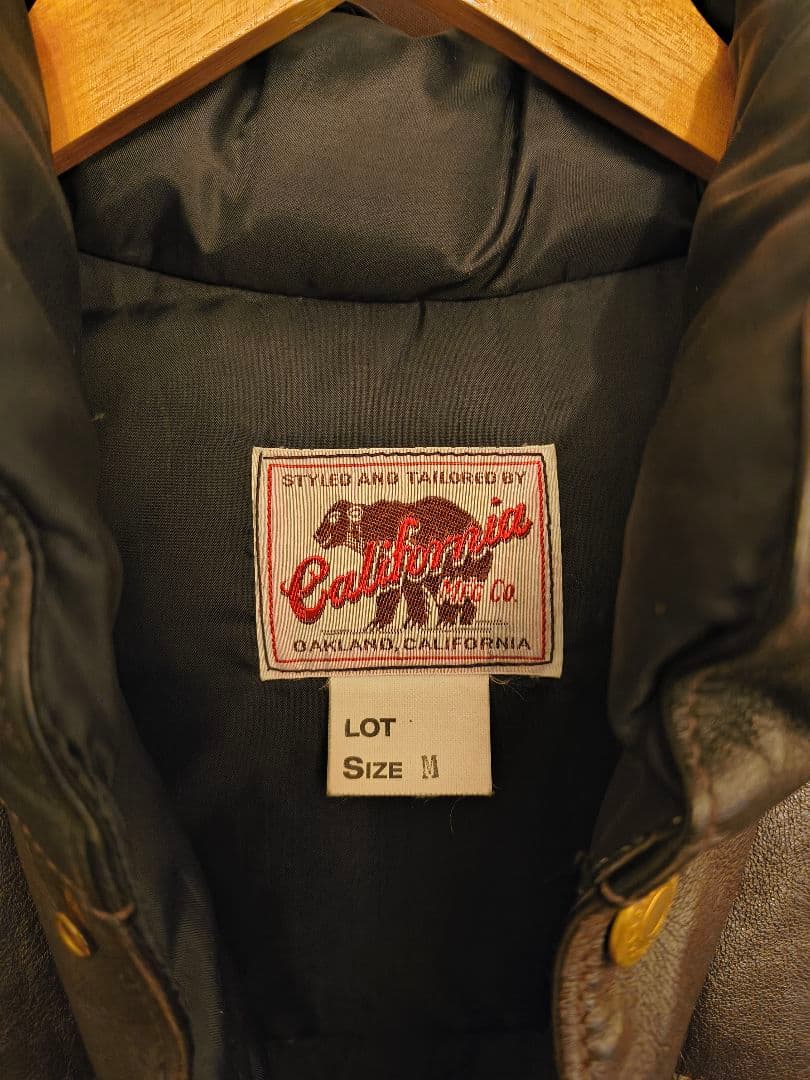 STYLED AND TAILORED BY
California
MFG Co.
OAKLAND, CALIFORNIA
LOT
SIZE M